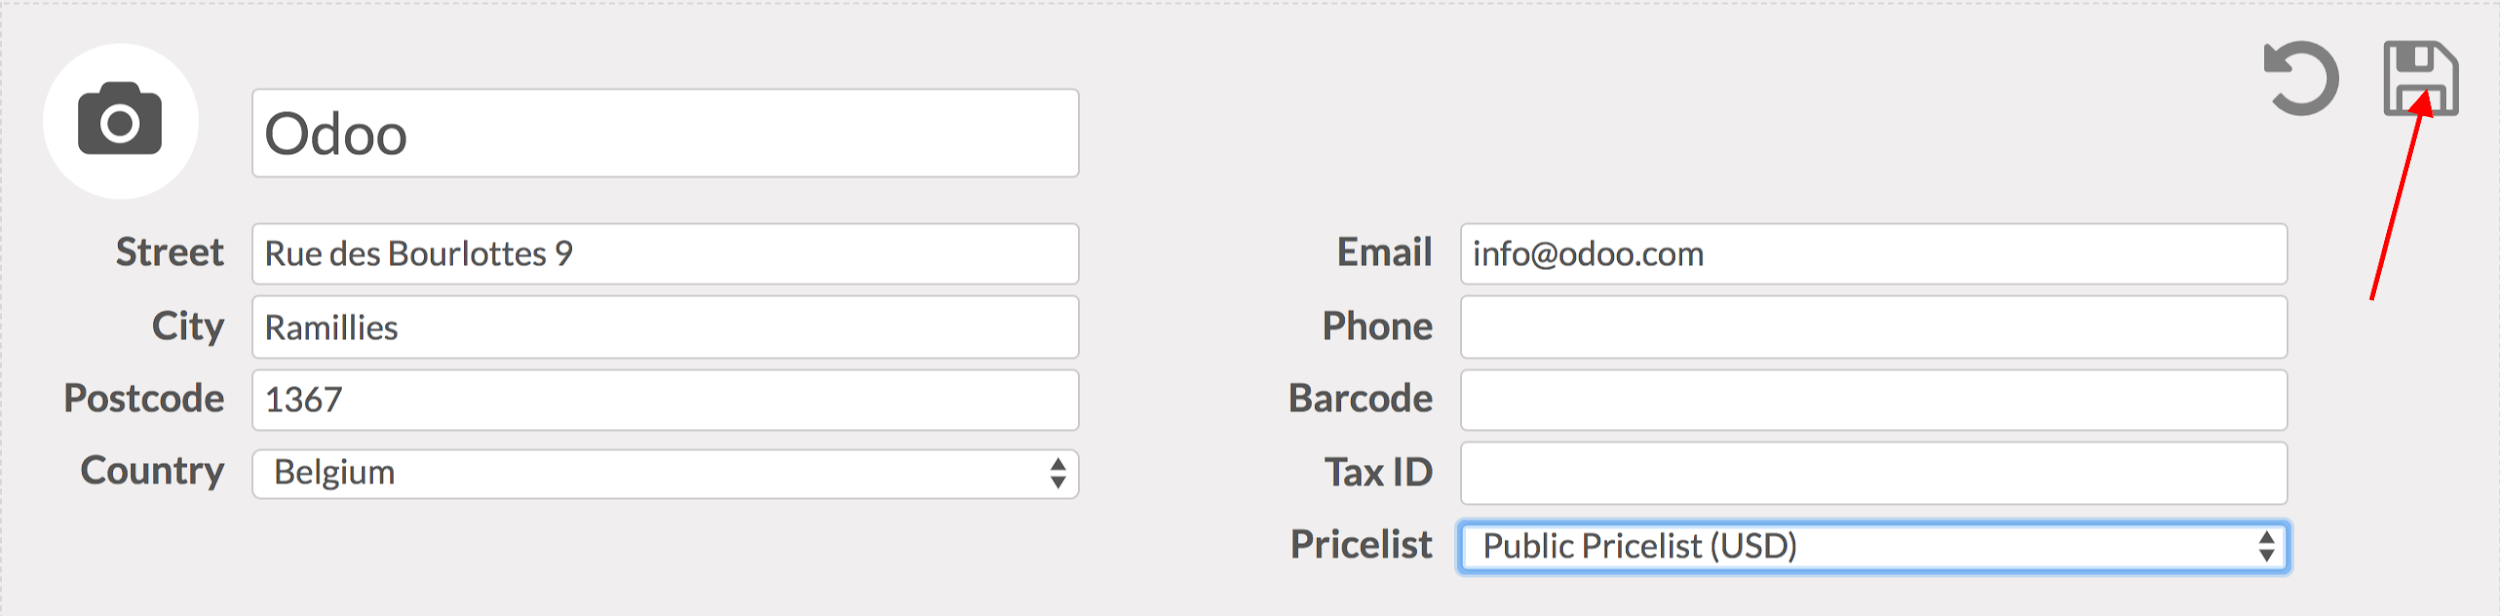 Odoo
Street Rue des Bourlottes 9
City Ramillies
Postcode 1367
Country Belgium
Email info@odoo.com
Phone
Barcode
Tax ID
Pricelist Public Pricelist (USD)